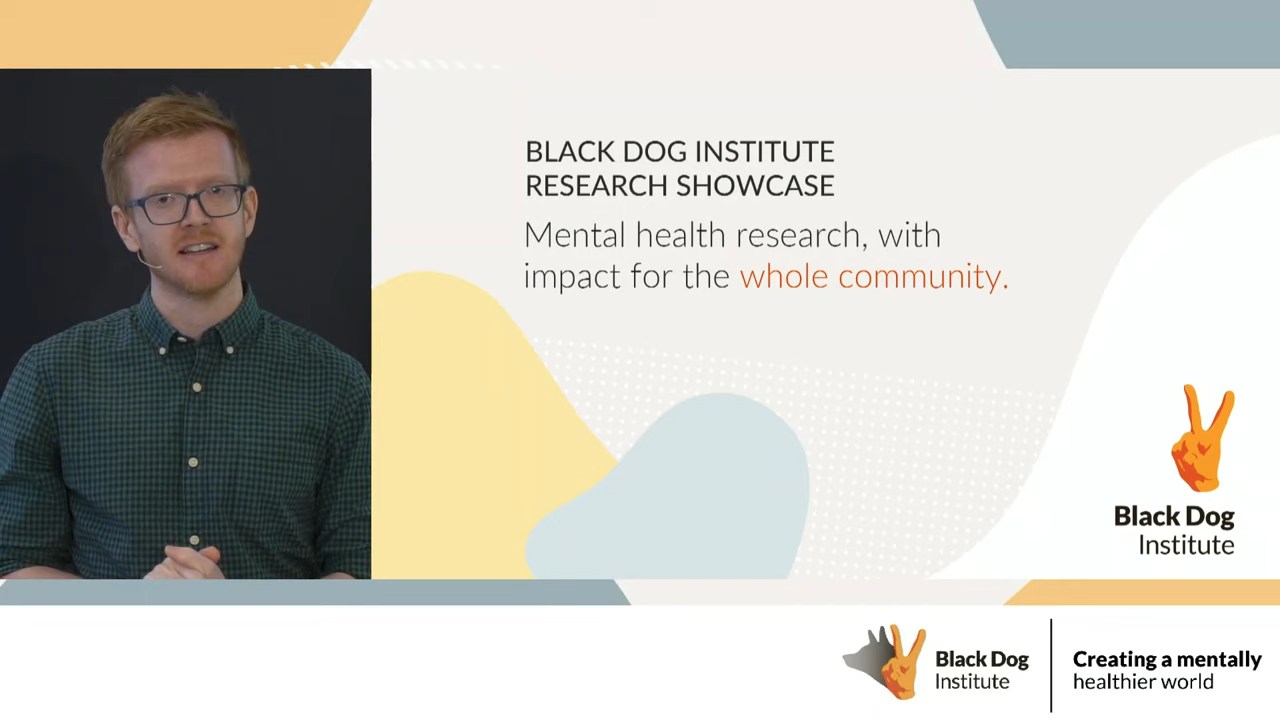 BLACK DOG INSTITUTE
RESEARCH SHOWCASE
Mental health research, with
impact for the whole community.
Black Dog
Institute
Black Dog
Institute
Creating a mentally
healthier world